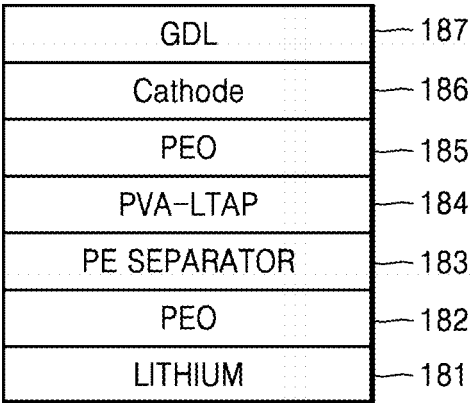 GDL 187
Cathode 186
PEO 185
PVA-LTAP 184
PE SEPARATOR 183
PEO 182
LITHIUM 181